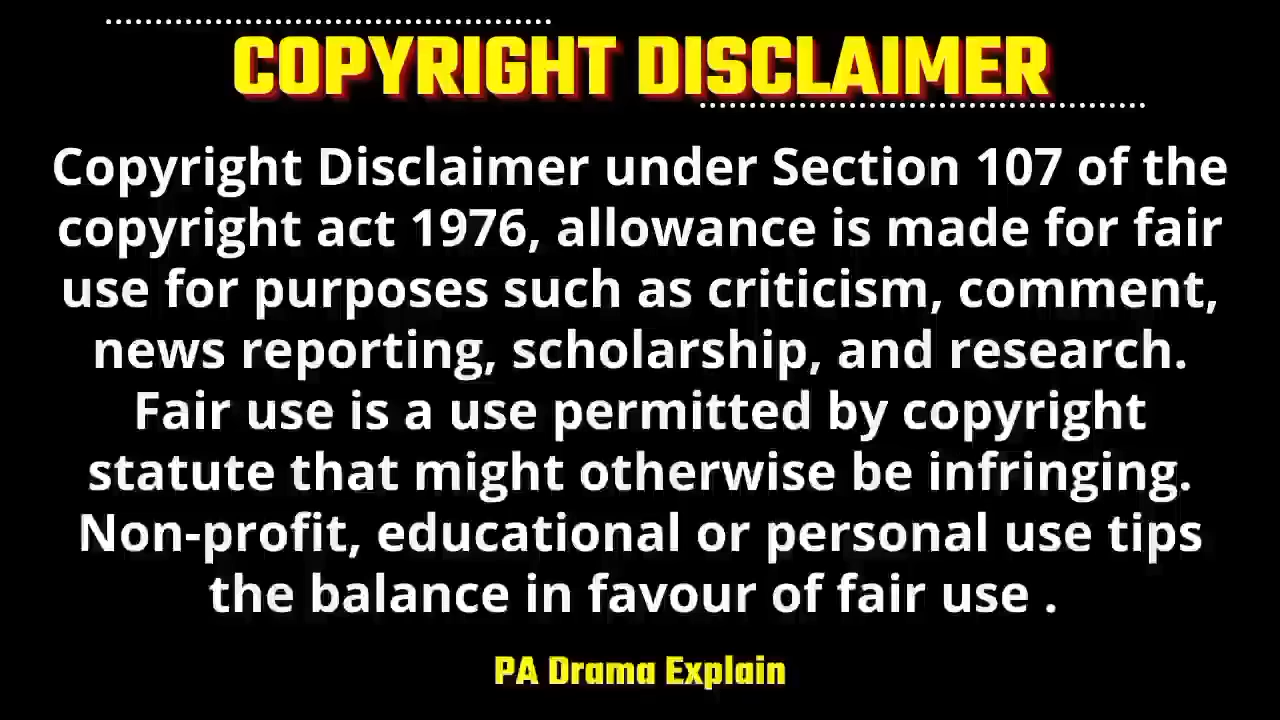 COPYRIGHT DISCLAIMER
Copyright Disclaimer under Section 107 of the
copyright act 1976, allowance is made for fair
use for purposes such as criticism, comment,
news reporting, scholarship, and research.
Fair use is a use permitted by copyright
statute that might otherwise be infringing.
Non-profit, educational or personal use tips
the balance in favour of fair use .
PA Drama Explain